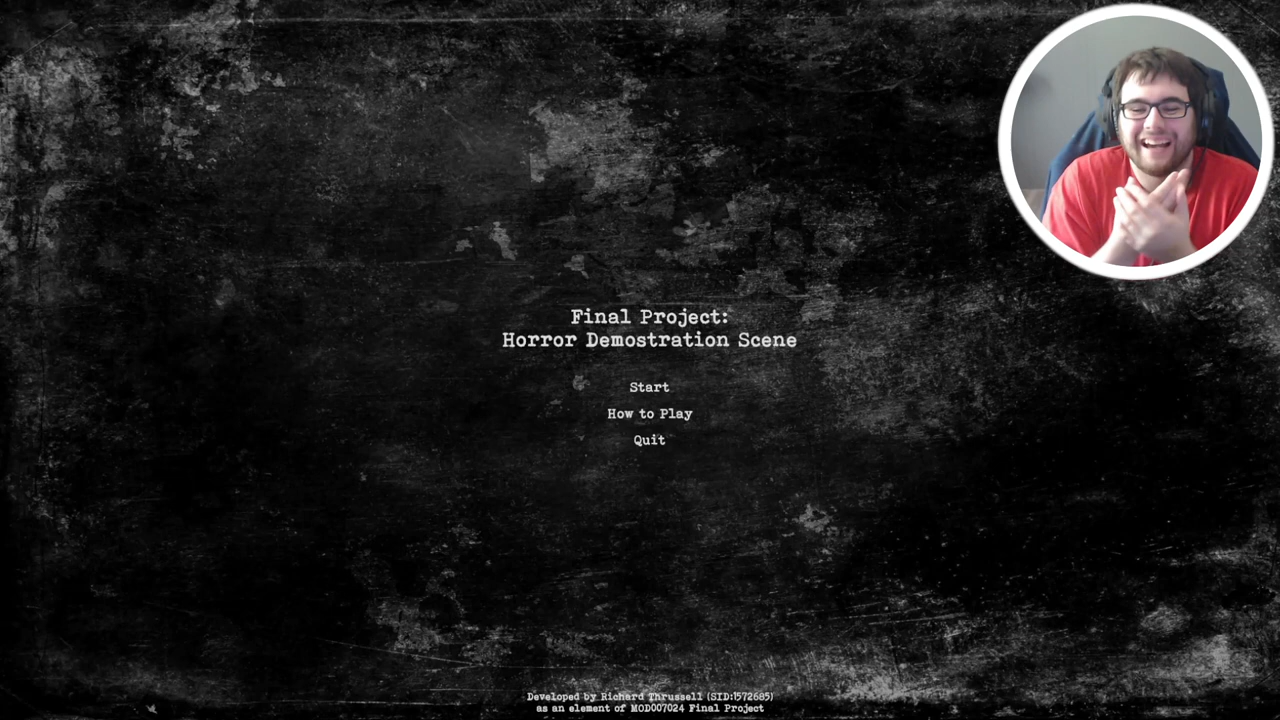 Final Project:
Horror Demostration Scene
Start
How to Play
Quit
Developed by Richard Thrussell (SID:1572685)
as an element of MOD007024 Final Project